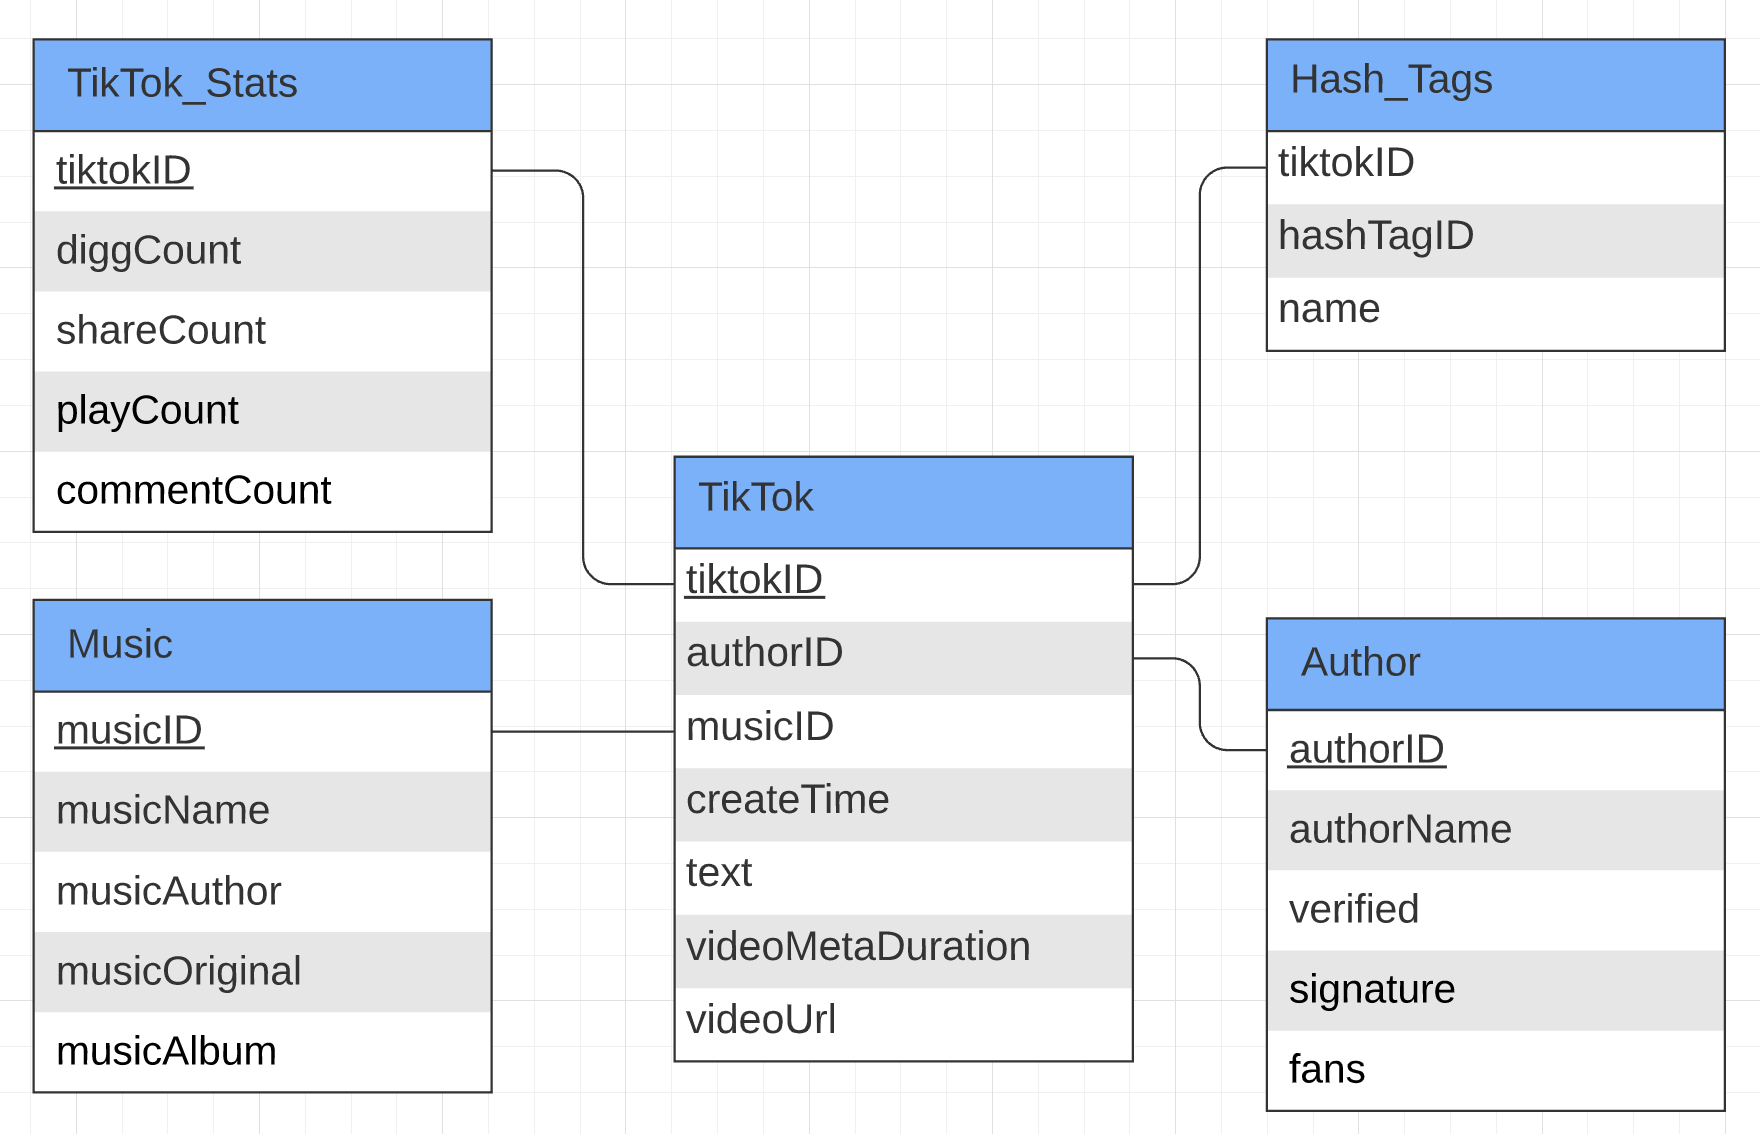 TikTok_Stats
tiktokID
diggCount
shareCount
playCount
commentCount
Hash_Tags
tiktokID
hashTagID
name
TikTok
tiktokID
authorID
musicID
createTime
text
videoMetaDuration
videoUrl
Music
musicID
musicName
musicAuthor
musicOriginal
musicAlbum
Author
authorID
authorName
verified
signature
fans